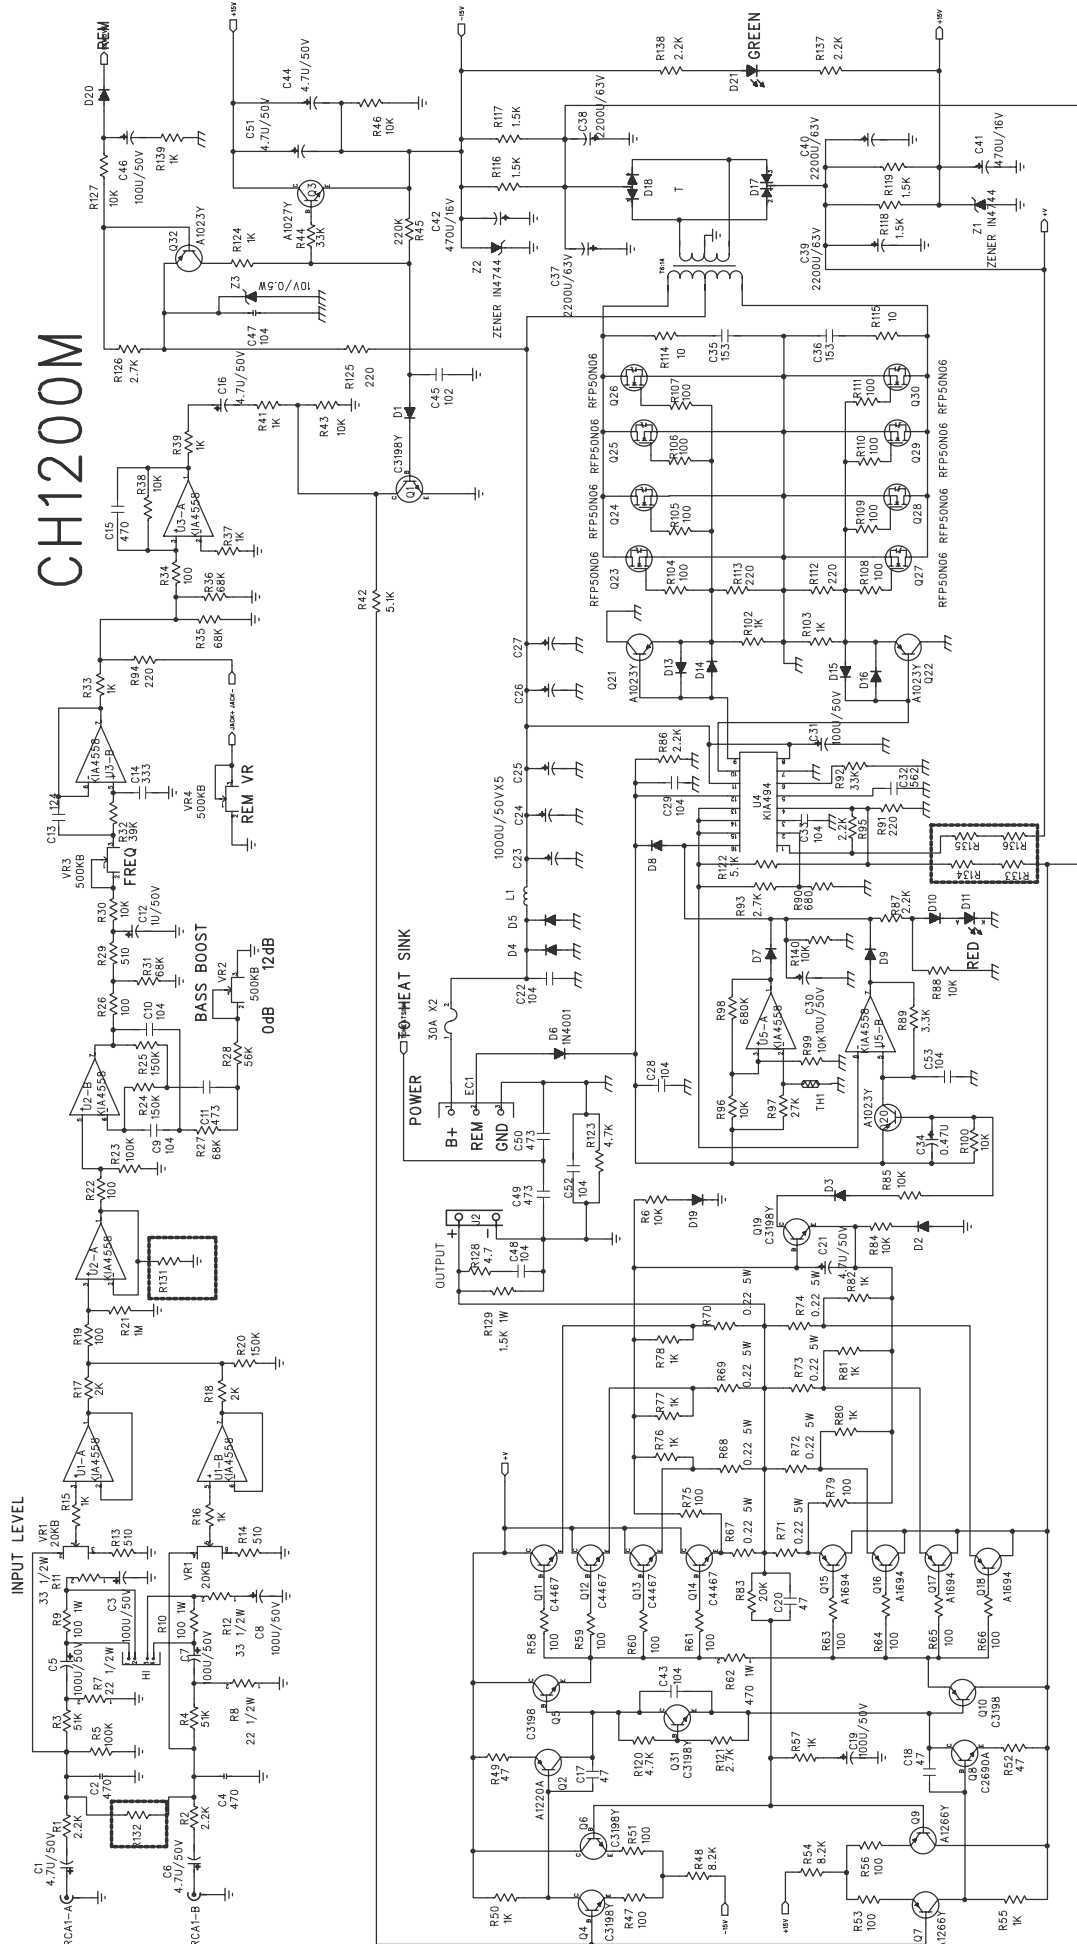 CH1200M
INPUT LEVEL
RCA1-A
C1
4.7U/50V
R1
2.2K
C2
470
R132
RCA1-B
C6
4.7U/50V
R2
2.2K
C4
470
R5
100K
R3
51K
R7
22 1/2W
C5
100U/50V
R9
100 1W
R11
33 1/2W
C3
100U/50V
HI
R4
51K
R8
22 1/2W
C7
100U/50V
R10
100 1W
R12
33 1/2W
C8
100U/50V
VR1
20KB
R13
510
R15
1K
U1-A
KIA4558
R17
2K
VR1
20KB
R14
510
R16
1K
U1-B
KIA4558
R18
2K
R20
150K
R19
100
R21
1M
U2-A
KIA4558
R131
R22
100
R23
100K
U2-B
KIA4558
C9
104
R24
150K
R25
150K
C10
104
R27
68K
C11
473
R28
56K
BASS BOOST
VR2
500KB
0dB
12dB
R26
100
R31
68K
R29
510
C12
1U/50V
R30
10K
VR3
500KB
FREQ
R32
39K
C13
124
C14
333
U3-B
KIA4558
R33
1K
R94
220
JACK+
JACK-
VR4
500KB
REM VR
R35
68K
R36
68K
R34
100
R37
1K
U3-A
KIA4558
C15
470
R38
10K
R39
1K
C16
4.7U/50V
R41
1K
R43
10K
R42
5.1K
R126
2.7K
R125
220
C47
104
Z3
10V/0.5W
Q32
A1023Y
R124
1K
R127
10K
C46
100U/50V
R139
1K
D20
REM
+15V
C51
4.7U/50V
C44
4.7U/50V
R46
10K
Q3
A1027Y
R44
33K
220K
R45
C45
102
D1
C3198Y
Q1
-15V
C42
470/16V
Z2
ZENER IN4744
R116
1.5K
R117
1.5K
C38
2200U/63V
C37
2200U/63V
R138
2.2K
D21
GREEN
R137
2.2K
+15V
D18
T
D17
T6:14
C40
2200U/63V
C39
2200U/63V
R119
1.5K
R118
1.5K
C41
470U/16V
Z1
ZENER IN4744
+V
R114
10
C35
153
C36
153
R115
10
Q26
RFP50N06
R107
100
Q25
RFP50N06
R106
100
Q24
RFP50N06
R105
100
Q23
RFP50N06
R104
100
R113
220
R112
220
R111
100
Q30
RFP50N06
R110
100
Q29
RFP50N06
R109
100
Q28
RFP50N06
R108
100
Q27
RFP50N06
Q21
A1023Y
D13
D14
R102
1K
R103
1K
D15
D16
A1023Y
Q22
C27
C26
C25
C24
C23
1000U/50VX5
L1
D5
D4
C22
104
R86
2.2K
C29
104
D8
U4
KIA494
C31
100U/50V
R92
33K
C32
562
C33
104
2.2K
R95
R91
220
R122
5.1K
R93
2.7K
R90
680
R135
R136
R134
R133
R87
2.2K
D10
D11
RED
R88
10K
D7
R140
10K
C30
10U/50V
D9
R98
680K
U5-A
KIA4558
R99
10K
TH1
R96
10K
R97
27K
U5-B
KIA4558
R89
3.3K
C53
104
A1023Y
Q20
C34
0.47U
R100
10K
TO HEAT SINK
POWER
30A X2
B+
REM
GND
EC1
D6
1N4001
C28
104
C50
473
C49
473
C52
104
R123
4.7K
OUTPUT
J2
R128
4.7
C48
104
R129
1.5K 1W
R6
10K
D19
D3
R85
10K
Q19
C3198Y
C21
4.7U/50V
R84
10K
D2
R82
1K
R70
0.22 5W
R74
0.22 5W
R78
1K
R69
0.22 5W
R73
0.22 5W
R81
1K
R77
1K
R76
1K
R68
0.22 5W
R72
0.22 5W
R80
1K
R75
100
R67
0.22 5W
R71
0.22 5W
R79
100
+V
Q11
C4467
Q12
C4467
Q13
C4467
Q14
C4467
R83
20K
C20
47
Q15
A1694
Q16
A1694
Q17
A1694
Q18
A1694
R58
100
R59
100
R60
100
R61
100
R62
470 1W
R63
100
R64
100
R65
100
R66
100
C3198
Q5
C43
104
Q31
C3198Y
R120
4.7K
R121
2.7K
Q10
C3198
R49
47
A1220A
Q2
C17
47
R57
1K
C19
100U/50V
C18
47
Q8
C2690A
R52
47
Q6
C3198Y
R51
100
R48
8.2K
-15V
R50
1K
Q4
C3198Y
R47
100
+15V
R54
8.2K
R56
100
Q9
A1266Y
R53
100
Q7
A1266Y
R55
1K